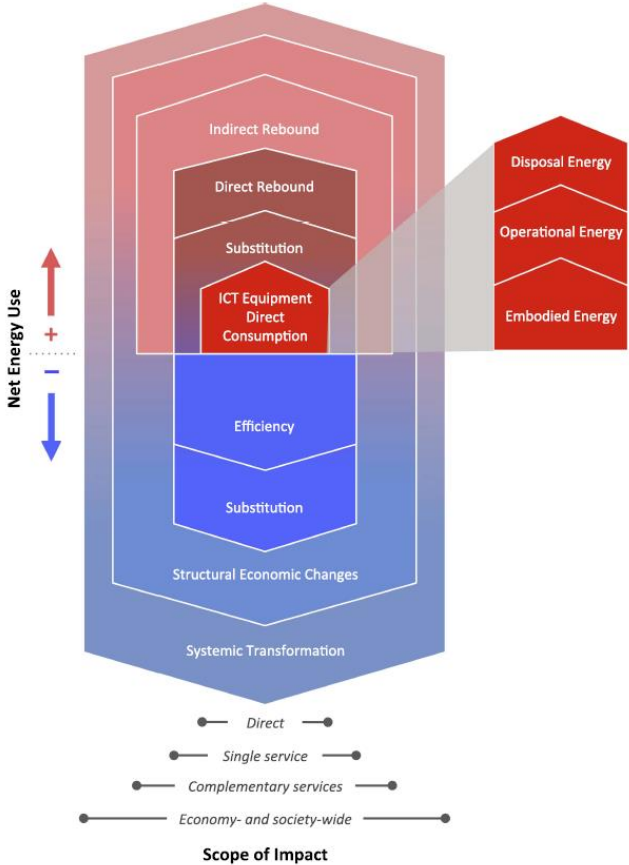 Indirect Rebound
Direct Rebound
Substitution
ICT Equipment
Direct
Consumption
Disposal Energy
Operational Energy
Embodied Energy
Net Energy Use
+
−
Efficiency
Substitution
Structural Economic Changes
Systemic Transformation
Direct
Single service
Complementary services
Economy- and society-wide
Scope of Impact